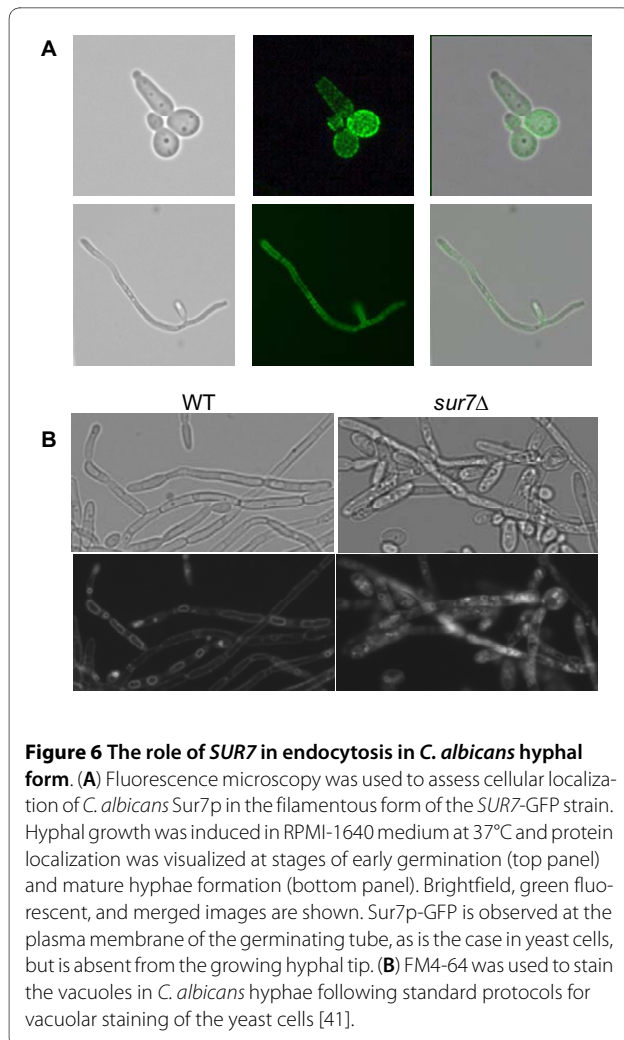 A
WT
sur7Δ
B
Figure 6 The role of SUR7 in endocytosis in C. albicans hyphal
form. (A) Fluorescence microscopy was used to assess cellular localiza-
tion of C. albicans Sur7p in the filamentous form of the SUR7-GFP strain.
Hyphal growth was induced in RPMI-1640 medium at 37°C and protein
localization was visualized at stages of early germination (top panel)
and mature hyphae formation (bottom panel). Brightfield, green fluo-
rescent, and merged images are shown. Sur7p-GFP is observed at the
plasma membrane of the germinating tube, as is the case in yeast cells,
but is absent from the growing hyphal tip. (B) FM4-64 was used to stain
the vacuoles in C. albicans hyphae following standard protocols for
vacuolar staining of the yeast cells [41].